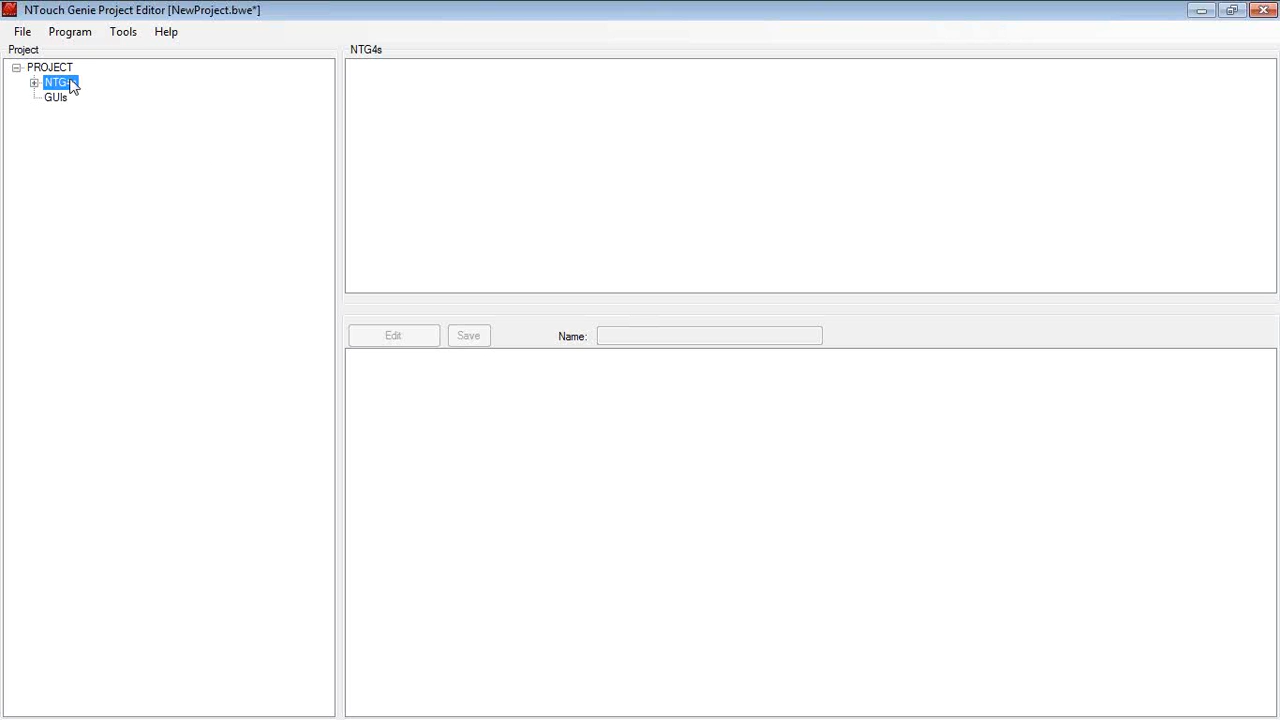 NTouch Genie Project Editor [NewProject.bwe*]
File Program Tools Help
Project
NTG4s
PROJECT
GUIs
Edit Save Name: